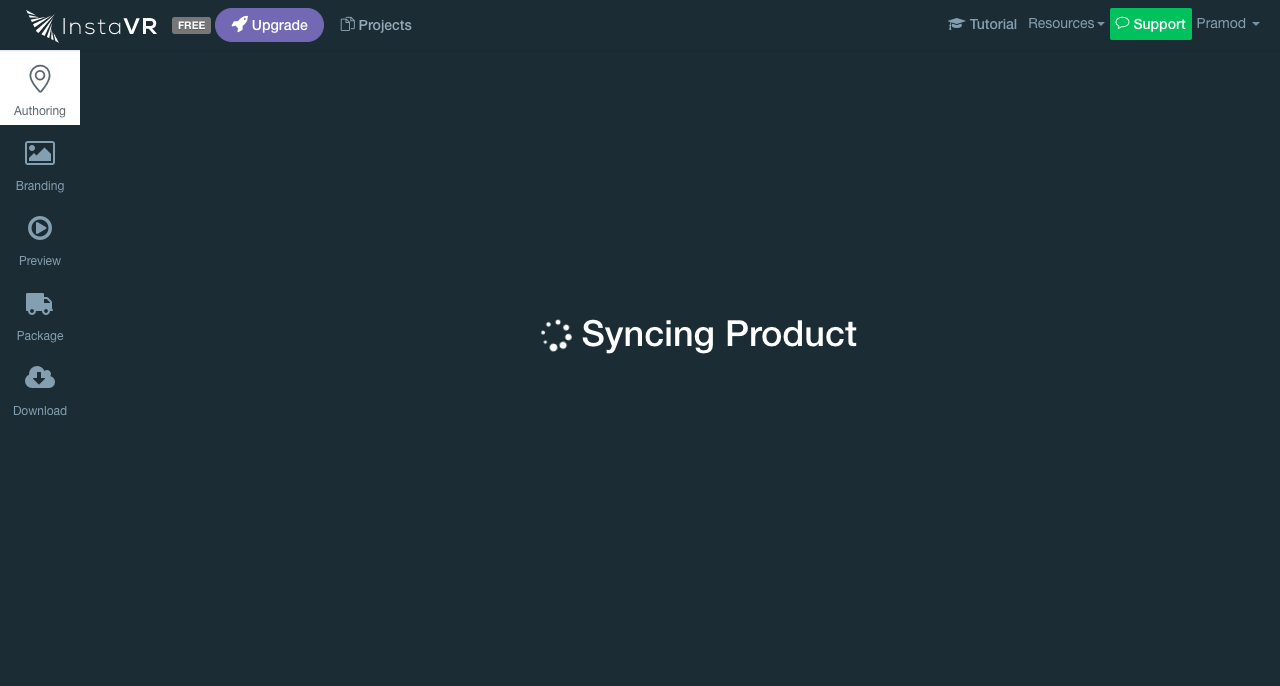 InstaVR FREE Upgrade Projects Tutorial Resources Support Pramod
Authoring
Branding
Preview
Package
Download
Syncing Product